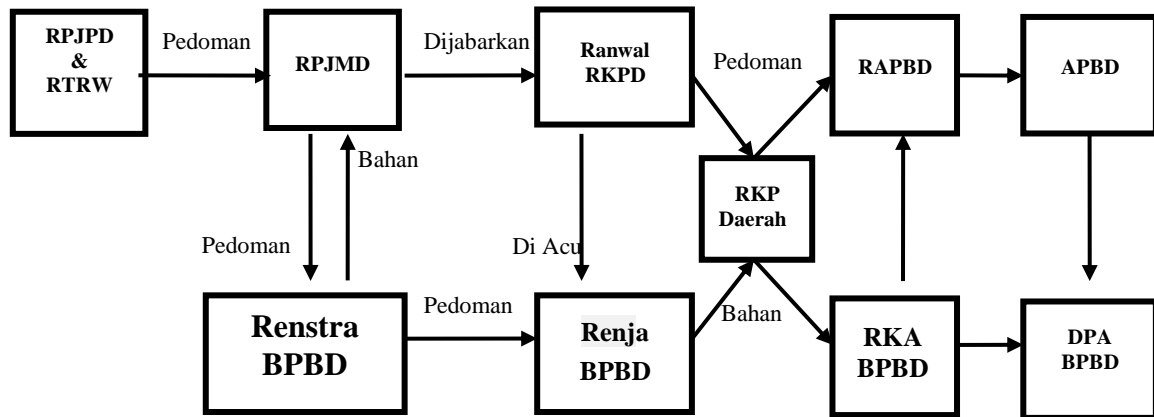 RPJPD
&
RTRW
Pedoman
RPJMD
Dijabarkan
Ranwal
RKPD
Pedoman
RAPBD
APBD
Bahan
RKP
Daerah
Pedoman
Di Acu
Renstra
BPBD
Pedoman
Renja
BPBD
Bahan
RKA
BPBD
DPA
BPBD